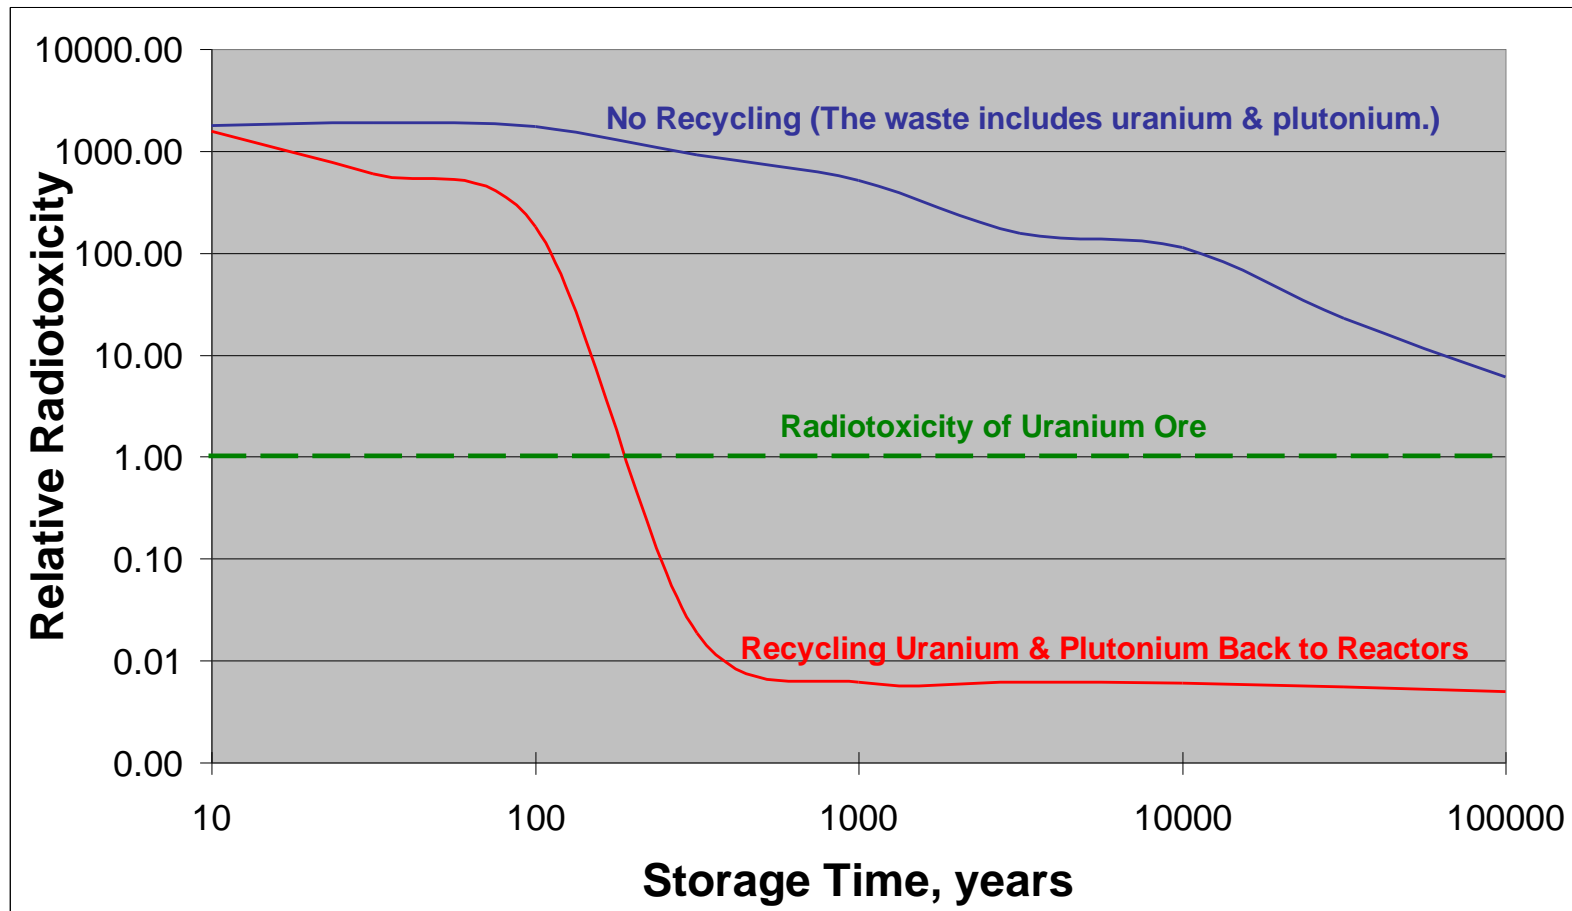 10000.00
1000.00
100.00
10.00
1.00
0.10
0.01
0.00
Relative Radiotoxicity
No Recycling (The waste includes uranium & plutonium.)
Radiotoxicity of Uranium Ore
Recycling Uranium & Plutonium Back to Reactors
10 100 1000 10000 100000
Storage Time, years